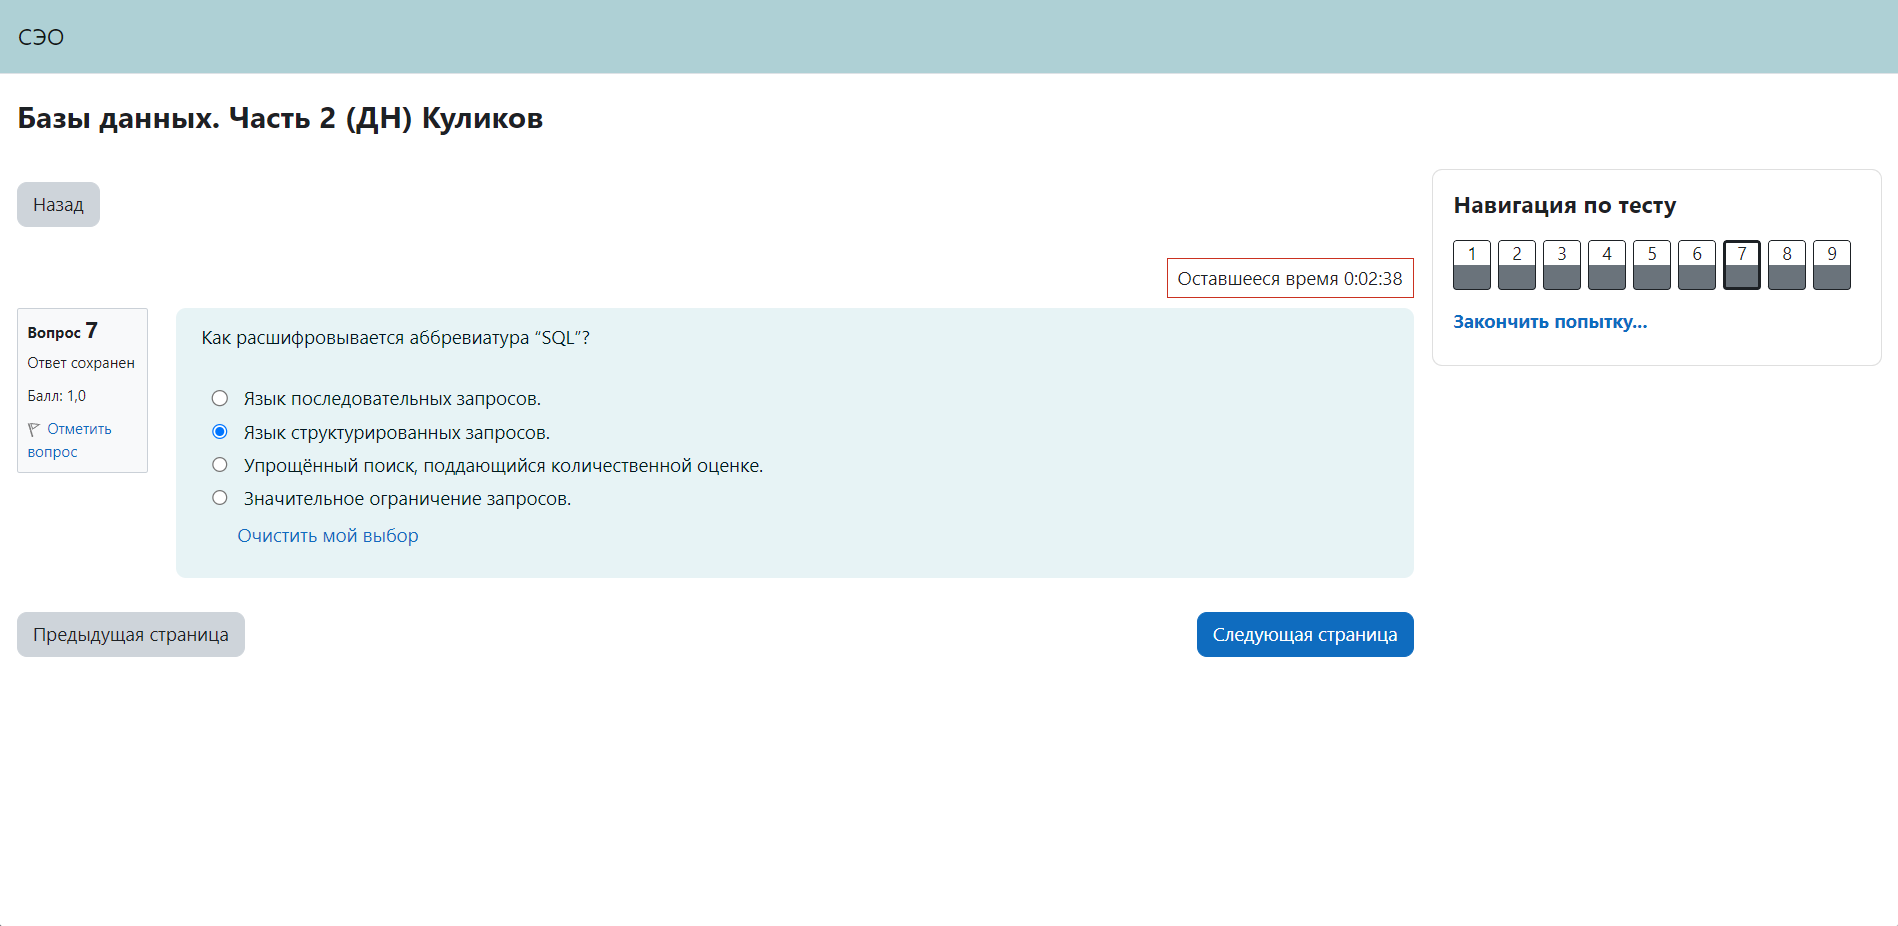 СЭО
Базы данных. Часть 2 (ДН) Куликов
Назад
Оставшееся время 0:02:38
Вопрос 7
Ответ сохранен
Балл: 1,0
Отметить
вопрос
Как расшифровывается аббревиатура “SQL”?
Язык последовательных запросов.
Язык структурированных запросов.
Упрощённый поиск, поддающийся количественной оценке.
Значительное ограничение запросов.
Очистить мой выбор
Предыдущая страница
Следующая страница
Навигация по тесту
1 2 3 4 5 6 7 8 9
Закончить попытку...